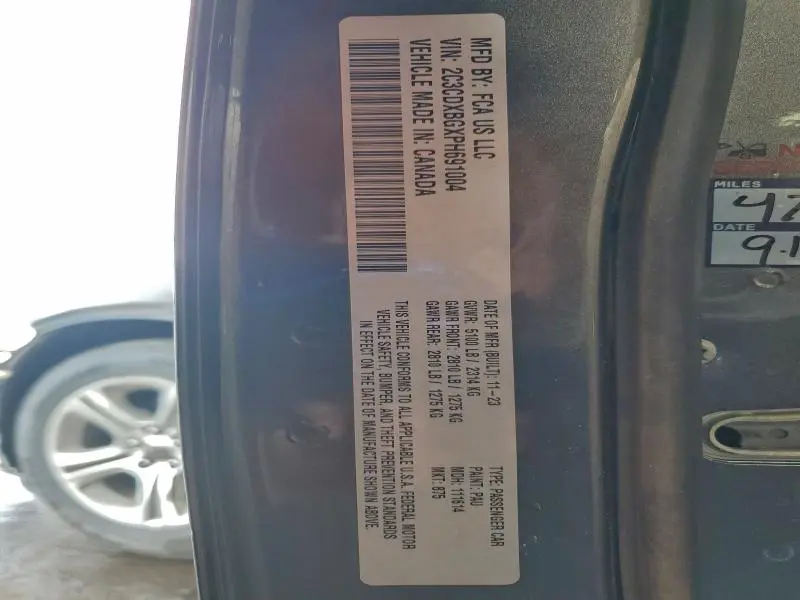 MFD BY: FCA US LLC
VIN: 2C3CDXBGXPH691004
VEHICLE MADE IN: CANADA
DATE OF MFR (BUILT): 11-23
GVWR: 5100 LB / 2314 KG
GAWR FRONT: 2810 LB / 1275 KG
GAWR REAR: 2810 LB / 1275 KG
THIS VEHICLE CONFORMS TO ALL APPLICABLE U.S.A. FEDERAL MOTOR
VEHICLE SAFETY, BUMPER, AND THEFT PREVENTION STANDARDS
IN EFFECT ON THE DATE OF MANUFACTURE SHOWN ABOVE.
TYPE: PASSENGER CAR
PAINT: PAU
MDH: 111614
MXT: 875
MILES
DATE